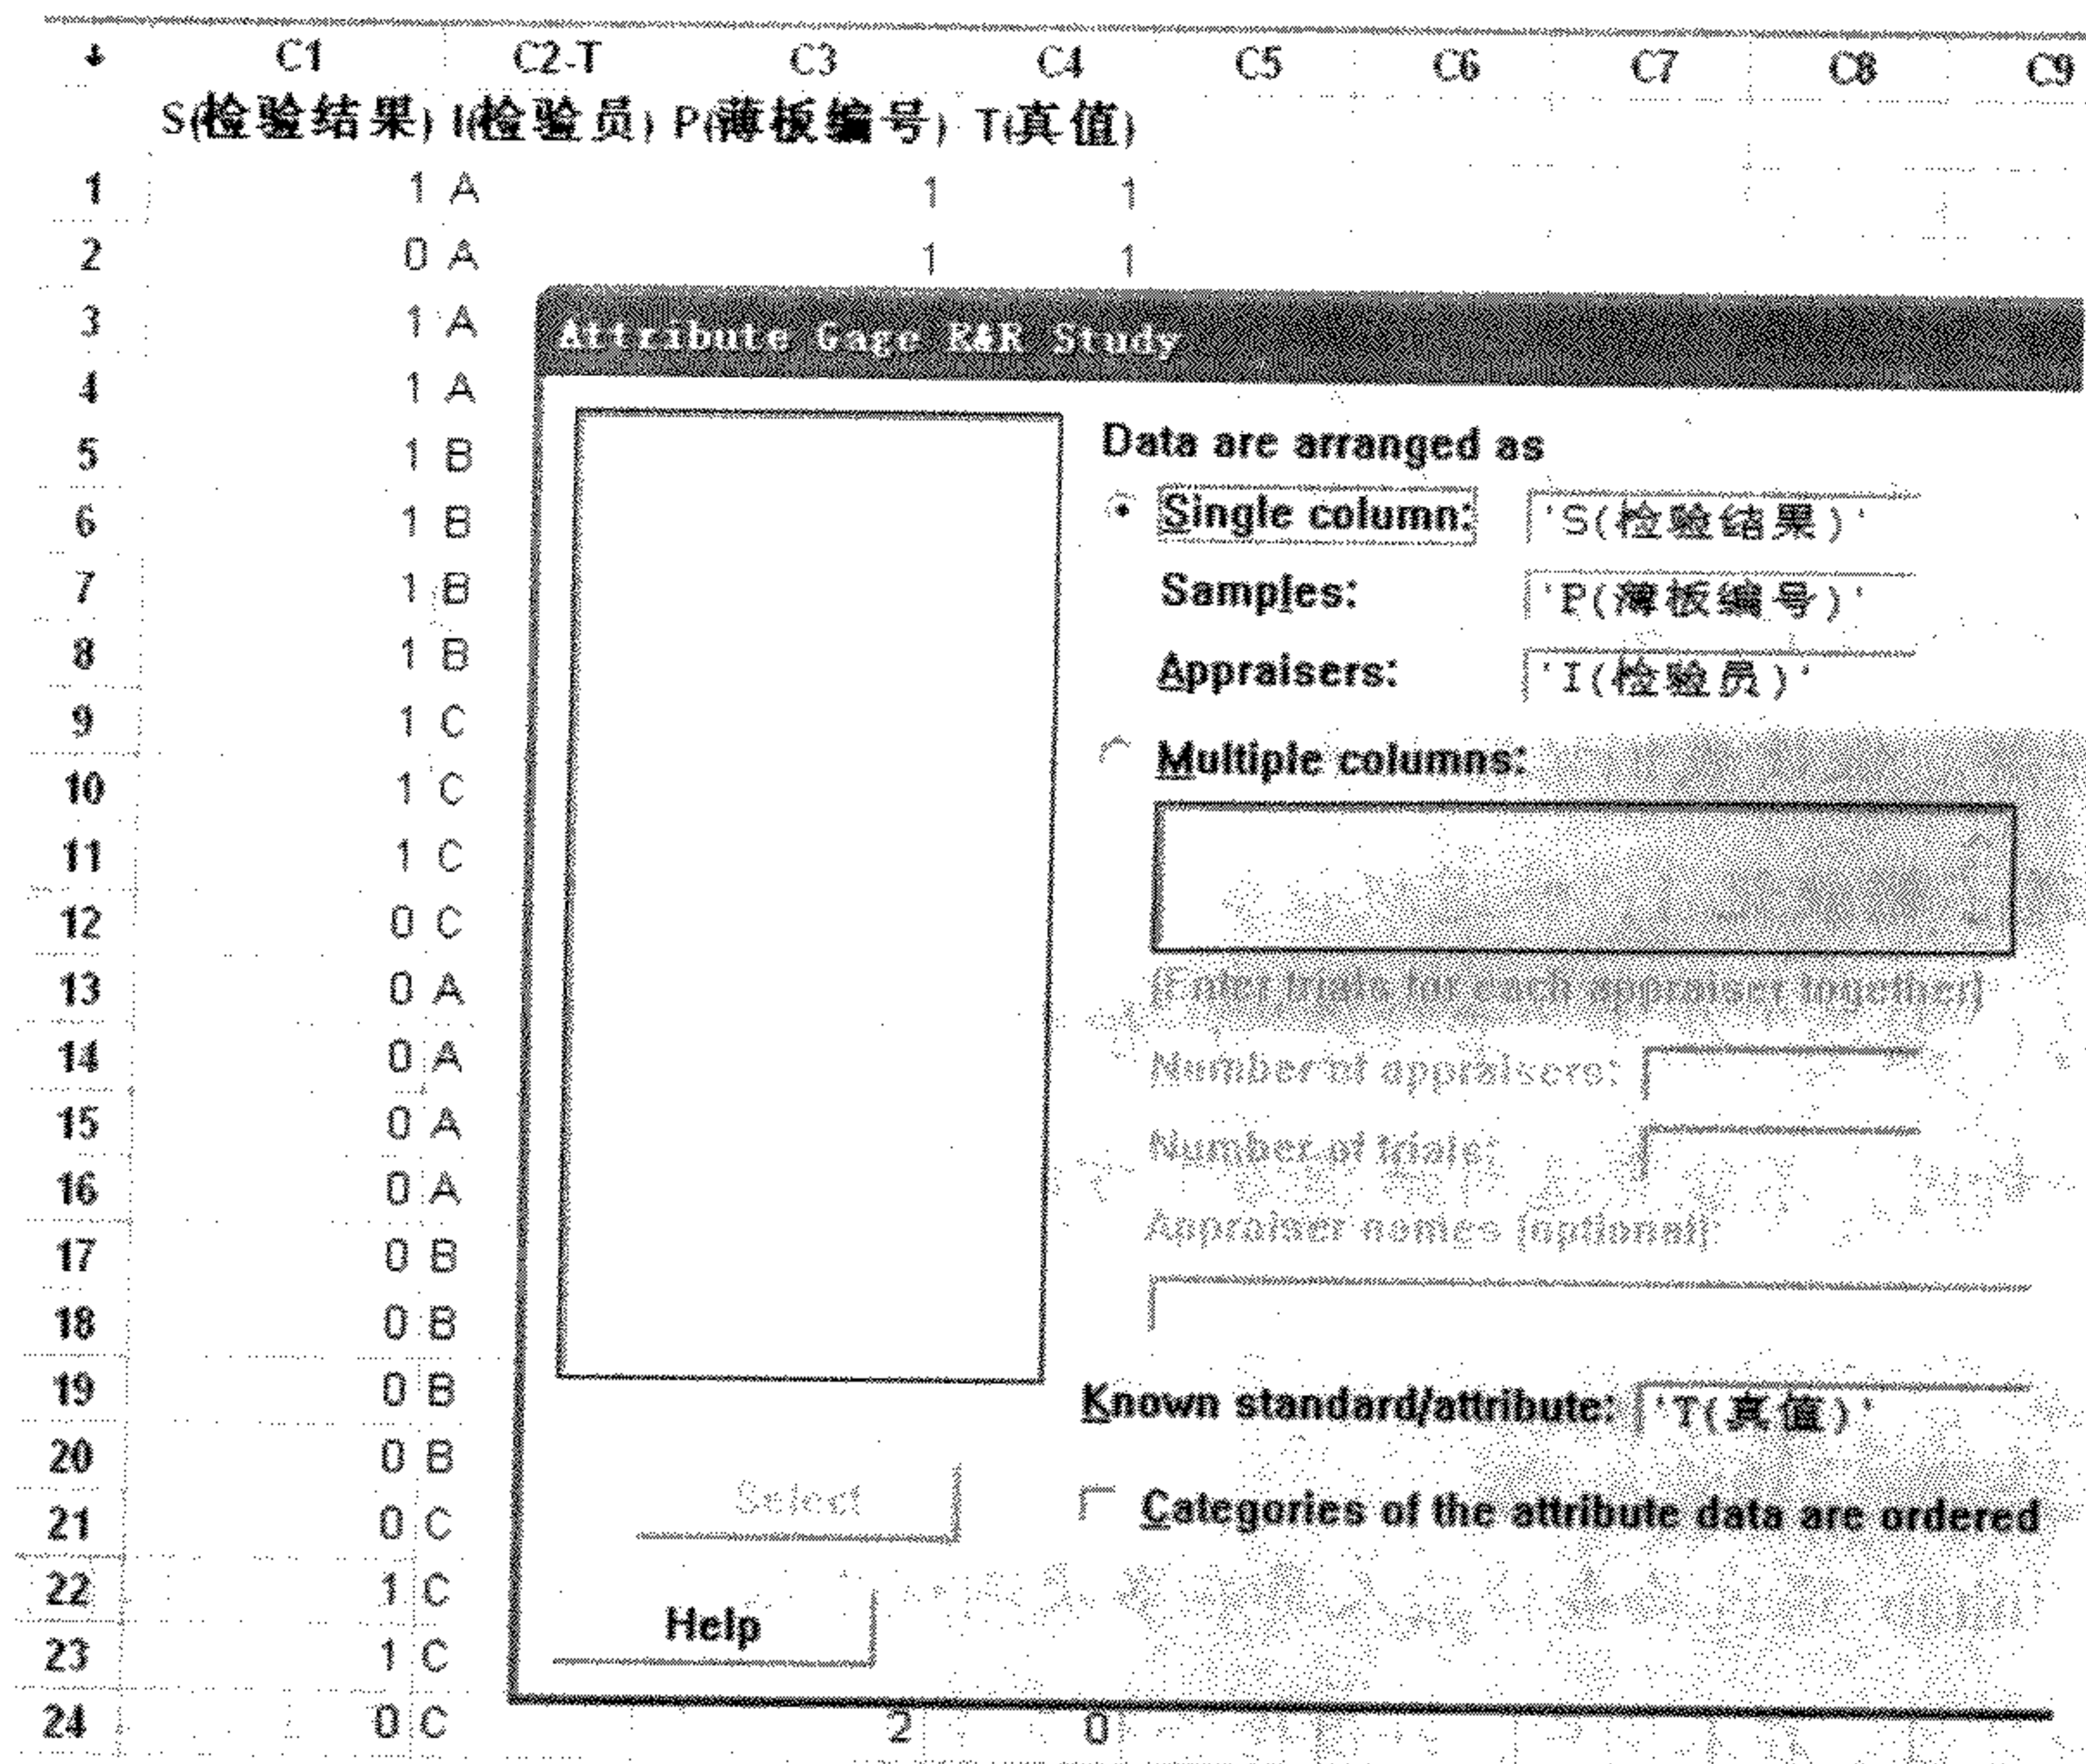 ↓ C1 C2-T C3 C4 C5 C6 C7 C8 C9
S(检验结果) I(检验员) P(薄板编号) T(真值)
1 1 A 1 1
2 0 A 1 1
3 1 A
4 1 A
5 1 B
6 1 B
7 1 B
8 1 B
9 1 C
10 1 C
11 1 C
12 0 C
13 0 A
14 0 A
15 0 A
16 0 A
17 0 B
18 0 B
19 0 B
20 0 B
21 0 C
22 1 C
23 1 C
24 0 C 2 0
Attribute Gage R&R Study
Data are arranged as
Single column: 'S(检验结果)'
Samples: 'P(薄板编号)'
Appraisers: 'I(检验员)'
Multiple columns:
(Enter trials for each appraiser together)
Number of appraisers:
Number of trials:
Appraiser names (optional):
Known standard/attribute: 'T(真值)'
Categories of the attribute data are ordered
Select
Help